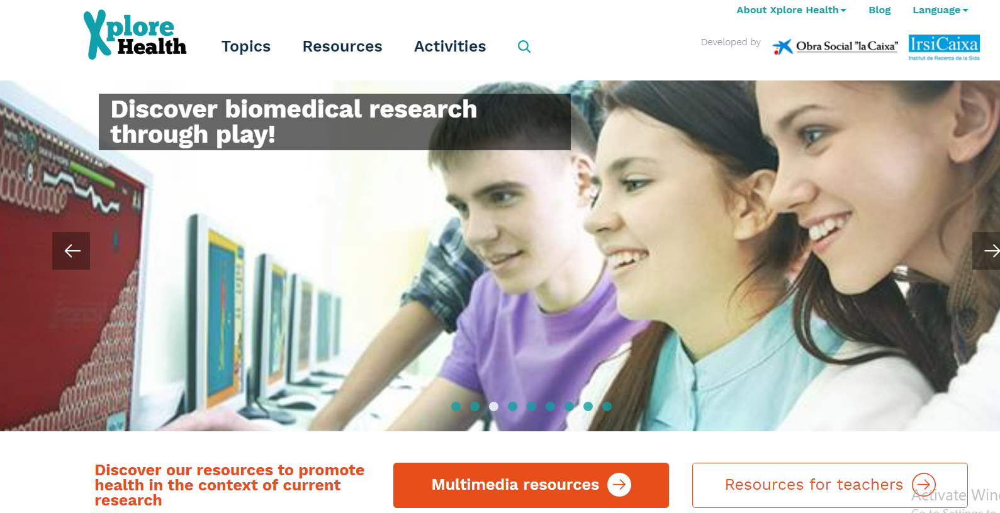 About Xplore Health
Blog
Language
Xplore
Health
Topics
Resources
Activities
Developed by
Obra Social "la Caixa"
IrsiCaixa
Institut de Recerca de la Sida
Discover biomedical research
through play!
Discover our resources to promote
health in the context of current
research
Multimedia resources
Resources for teachers
Activate Win
Go to Settings to